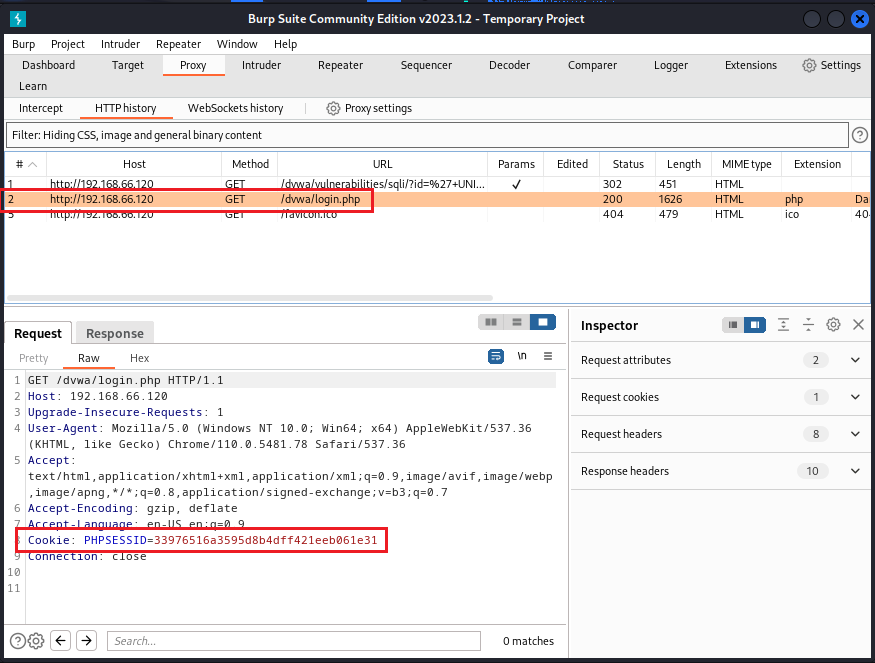 Burp Suite Community Edition v2023.1.2 - Temporary Project
Burp Project Intruder Repeater Window Help
Dashboard Target Proxy Intruder Repeater Sequencer Decoder Comparer Logger Extensions Settings
Learn
Intercept HTTP history WebSockets history Proxy settings
Filter: Hiding CSS, image and general binary content
# Host Method URL Params Edited Status Length MIME type Extension
1 http://192.168.66.120 GET /dvwa/vulnerabilities/sqli/?id=%27+UNI... ✓ 302 451 HTML
2 http://192.168.66.120 GET /dvwa/login.php 200 1626 HTML php Da
http://192.168.66.120 GET /favicon.ico 404 479 HTML ico 40
Request Response
Pretty Raw Hex \n
1 GET /dvwa/login.php HTTP/1.1
2 Host: 192.168.66.120
3 Upgrade-Insecure-Requests: 1
4 User-Agent: Mozilla/5.0 (Windows NT 10.0; Win64; x64) AppleWebKit/537.36
(KHTML, like Gecko) Chrome/110.0.5481.78 Safari/537.36
5 Accept:
text/html,application/xhtml+xml,application/xml;q=0.9,image/avif,image/webp
,image/apng,*/*;q=0.8,application/signed-exchange;v=b3;q=0.7
6 Accept-Encoding: gzip, deflate
7 Accept-Language: en-US,en;q=0.9
8 Cookie: PHPSESSID=33976516a3595d8b4dff421eeb061e31
9 Connection: close
10
11
Search... 0 matches
Inspector
Request attributes 2
Request cookies 1
Request headers 8
Response headers 10